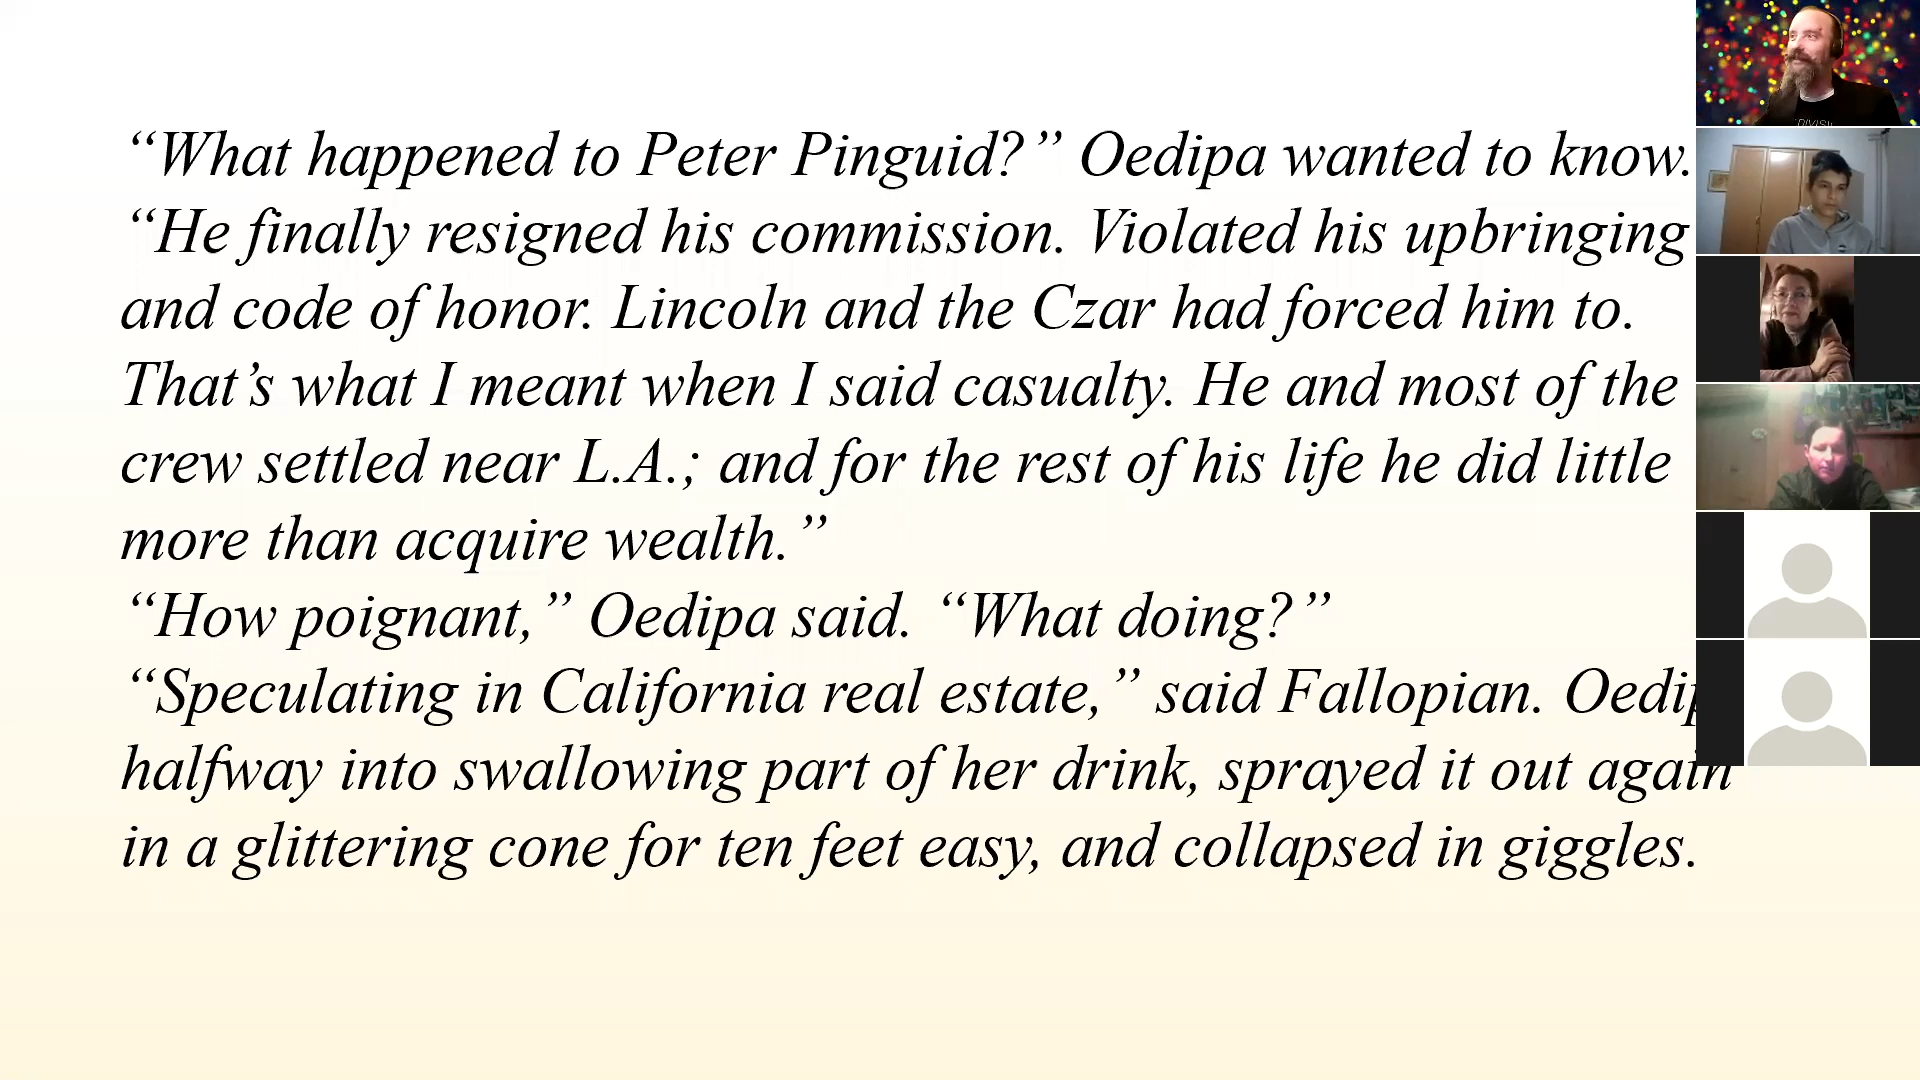 “What happened to Peter Pinguid?” Oedipa wanted to know.
“He finally resigned his commission. Violated his upbringing
and code of honor. Lincoln and the Czar had forced him to.
That’s what I meant when I said casualty. He and most of the
crew settled near L.A.; and for the rest of his life he did little
more than acquire wealth.”
“How poignant,” Oedipa said. “What doing?”
“Speculating in California real estate,” said Fallopian.
halfway into swallowing part of her drink, sprayed it out again
in a glittering cone for ten feet easy, and collapsed in giggles.